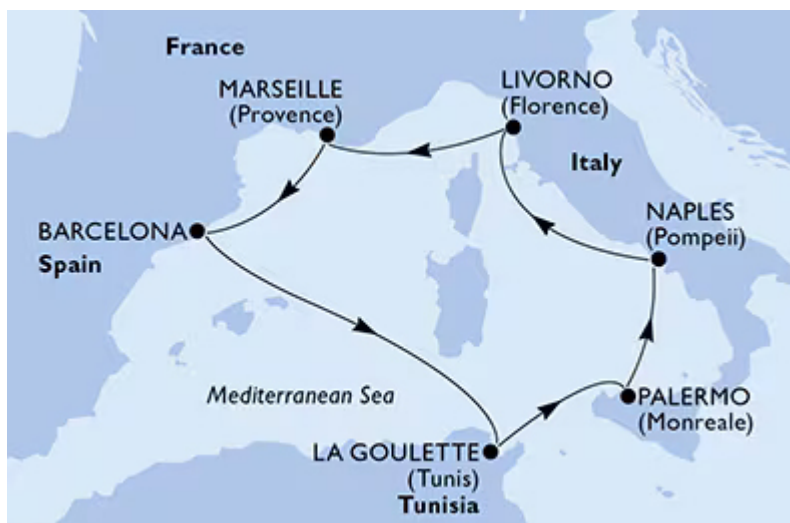 France
MARSEILLE
(Provence)
LIVORNO
(Florence)
Italy
NAPLES
(Pompeii)
BARCELONA
Spain
Mediterranean Sea
PALERMO
(Monreale)
LA GOULETTE
(Tunis)
Tunisia